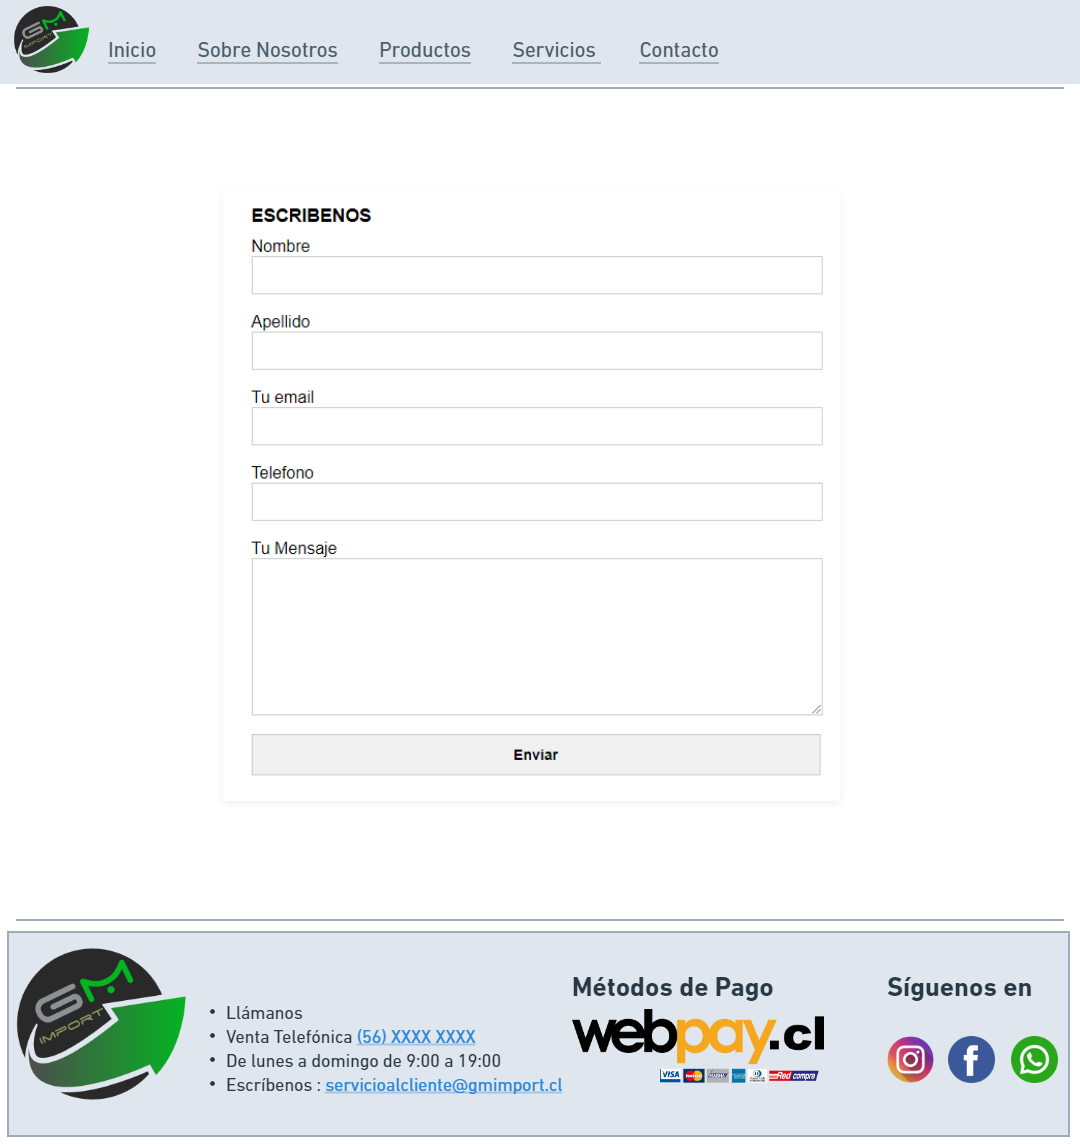 GM
IMPORT
Inicio Sobre Nosotros Productos Servicios Contacto
ESCRIBENOS
Nombre
Apellido
Tu email
Telefono
Tu Mensaje
Enviar
GM
IMPORT
• Llámanos
• Venta Telefónica (56) XXXX XXXX
• De lunes a domingo de 9:00 a 19:00
• Escríbenos : servicioalcliente@gmimport.cl
Métodos de Pago
webpay.cl
VISA MasterCard Redcompra
Síguenos en